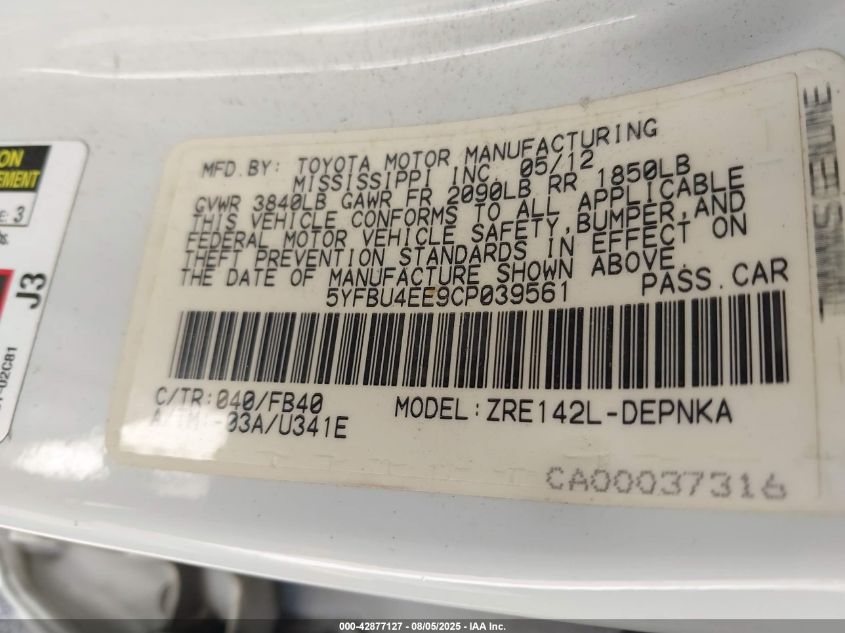 MFD.BY: TOYOTA MOTOR MANUFACTURING
MISSISSIPPI INC. 05/12
GVWR 3840LB GAWR FR 2090LB RR 1850LB
THIS VEHICLE CONFORMS TO ALL APPLICABLE
FEDERAL MOTOR VEHICLE SAFETY, BUMPER, AND
THEFT PREVENTION STANDARDS IN EFFECT ON
THE DATE OF MANUFACTURE SHOWN ABOVE.
5YFBU4EE9CP039561 PASS.CAR
C/TR:040/FB40
A/TM:-03A/U341E
MODEL:ZRE142L-DEPNKA
CA00037316
3
J3
000-42877127 - 08/05/2025 - IAA Inc.